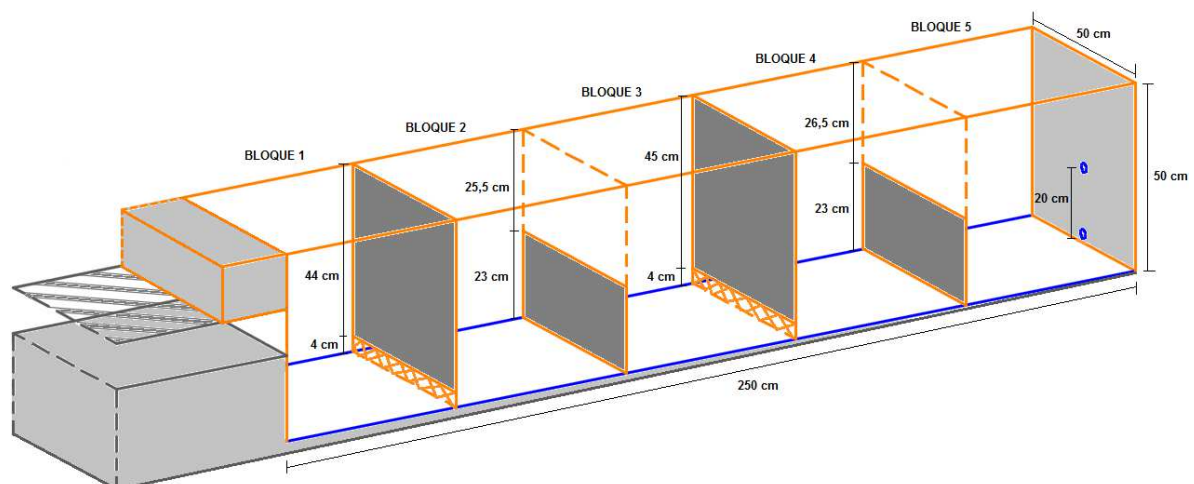 BLOQUE 1
BLOQUE 2
BLOQUE 3
BLOQUE 4
BLOQUE 5
50 cm
44 cm
4 cm
25,5 cm
23 cm
45 cm
4 cm
26,5 cm
23 cm
20 cm
50 cm
250 cm